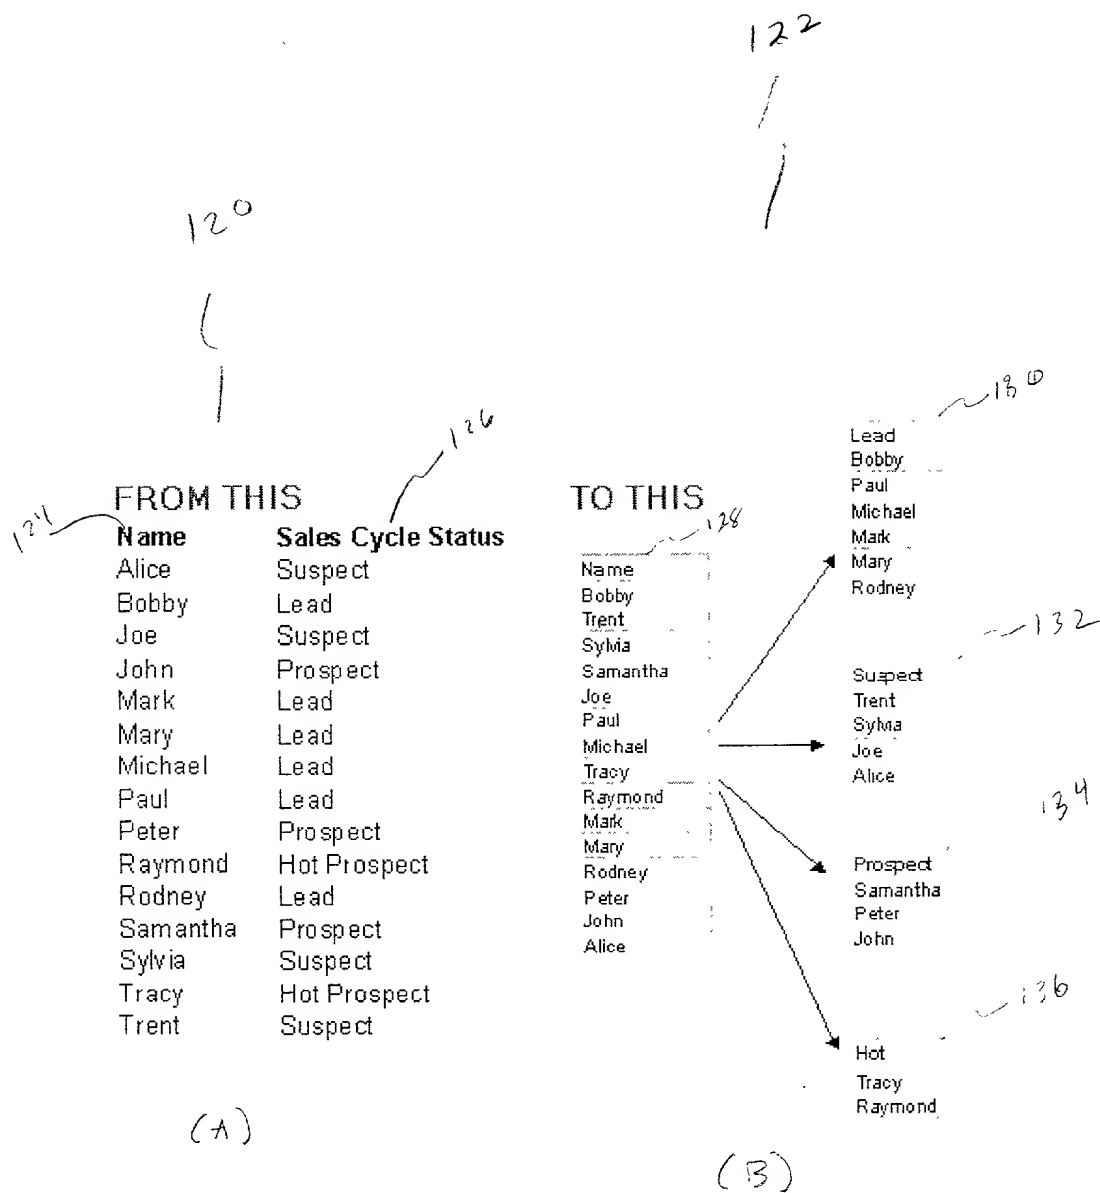 122
120
130
126
FROM THIS
124
Name Sales Cycle Status
Alice Suspect
Bobby Lead
Joe Suspect
John Prospect
Mark Lead
Mary Lead
Michael Lead
Paul Lead
Peter Prospect
Raymond Hot Prospect
Rodney Lead
Samantha Prospect
Sylvia Suspect
Tracy Hot Prospect
Trent Suspect
(A)
TO THIS
128
Name
Bobby
Trent
Sylvia
Samantha
Joe
Paul
Michael
Tracy
Raymond
Mark
Mary
Rodney
Peter
John
Alice
Lead
Bobby
Paul
Michael
Mark
Mary
Rodney
132
Suspect
Trent
Sylvia
Joe
Alice
134
Prospect
Samantha
Peter
John
136
Hot
Tracy
Raymond
(B)